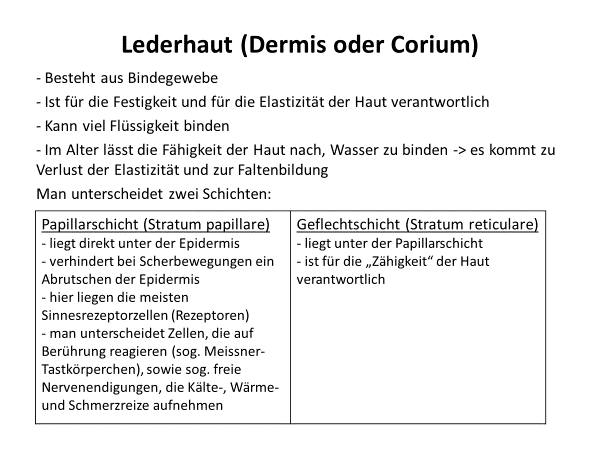 Lederhaut (Dermis oder Corium)
- Besteht aus Bindegewebe
- Ist für die Festigkeit und für die Elastizität der Haut verantwortlich
- Kann viel Flüssigkeit binden
- Im Alter lässt die Fähigkeit der Haut nach, Wasser zu binden -> es kommt zu
Verlust der Elastizität und zur Faltenbildung
Man unterscheidet zwei Schichten:
Papillarschicht (Stratum papillare)
- liegt direkt unter der Epidermis
- verhindert bei Scherbewegungen ein
Abrutschen der Epidermis
- hier liegen die meisten
Sinnesrezeptorzellen (Rezeptoren)
- man unterscheidet Zellen, die auf
Berührung reagieren (sog. Meissner-
Tastkörperchen), sowie sog. freie
Nervenendigungen, die Kälte-, Wärme-
und Schmerzreize aufnehmen
Geflechtschicht (Stratum reticulare)
- liegt unter der Papillarschicht
- ist für die „Zähigkeit“ der Haut
verantwortlich